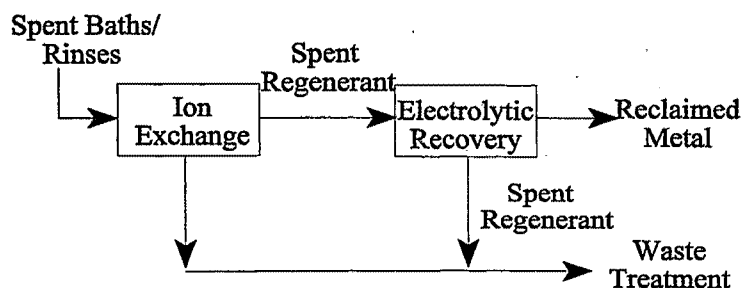 Spent Baths/
Rinses
Spent
Regenerant
Ion
Exchange
Electrolytic
Recovery
Reclaimed
Metal
Spent
Regenerant
Waste
Treatment